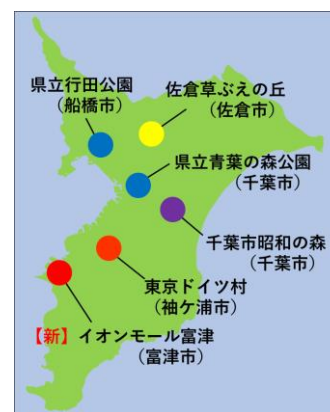 県立行田公園
（船橋市）
佐倉草ぶえの丘
（佐倉市）
県立青葉の森公園
（千葉市）
千葉市昭和の森
（千葉市）
東京ドイツ村
（袖ケ浦市）
【新】イオンモール富津
（富津市）